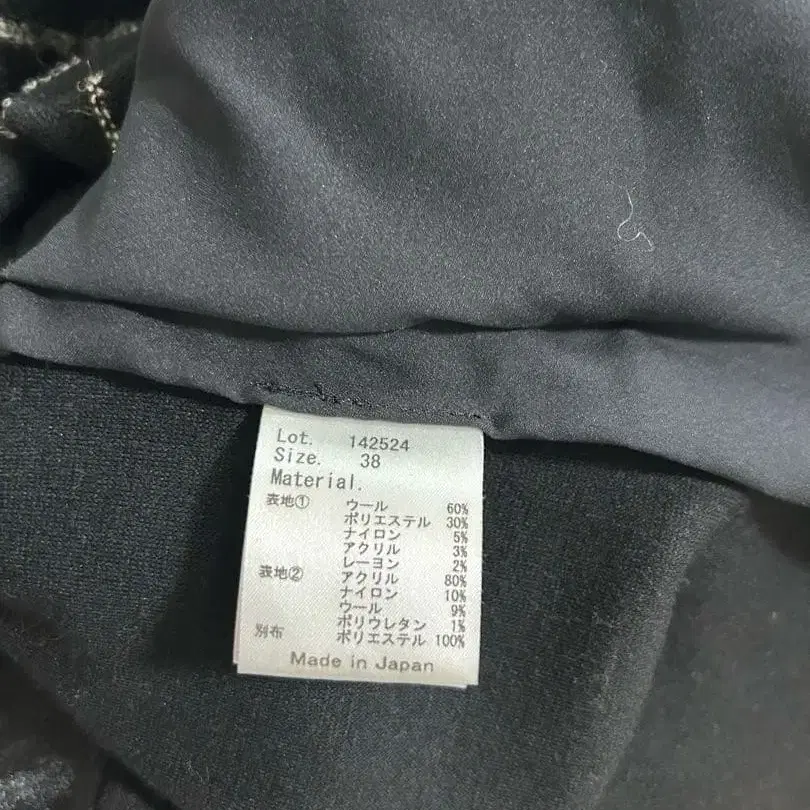 Lot. 142524
Size. 38
Material.
表地① ウール 60%
ポリエステル 30%
ナイロン 5%
アクリル 3%
レーヨン 2%
表地② アクリル 80%
ナイロン 10%
ウール 9%
ポリウレタン 1%
別布 ポリエステル 100%
Made in Japan